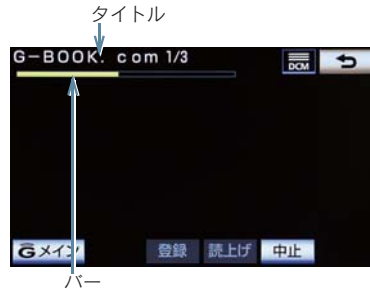 タイトル
G-BOOK. com 1/3
DCM
Gメイン
登録 読上げ 中止
バー